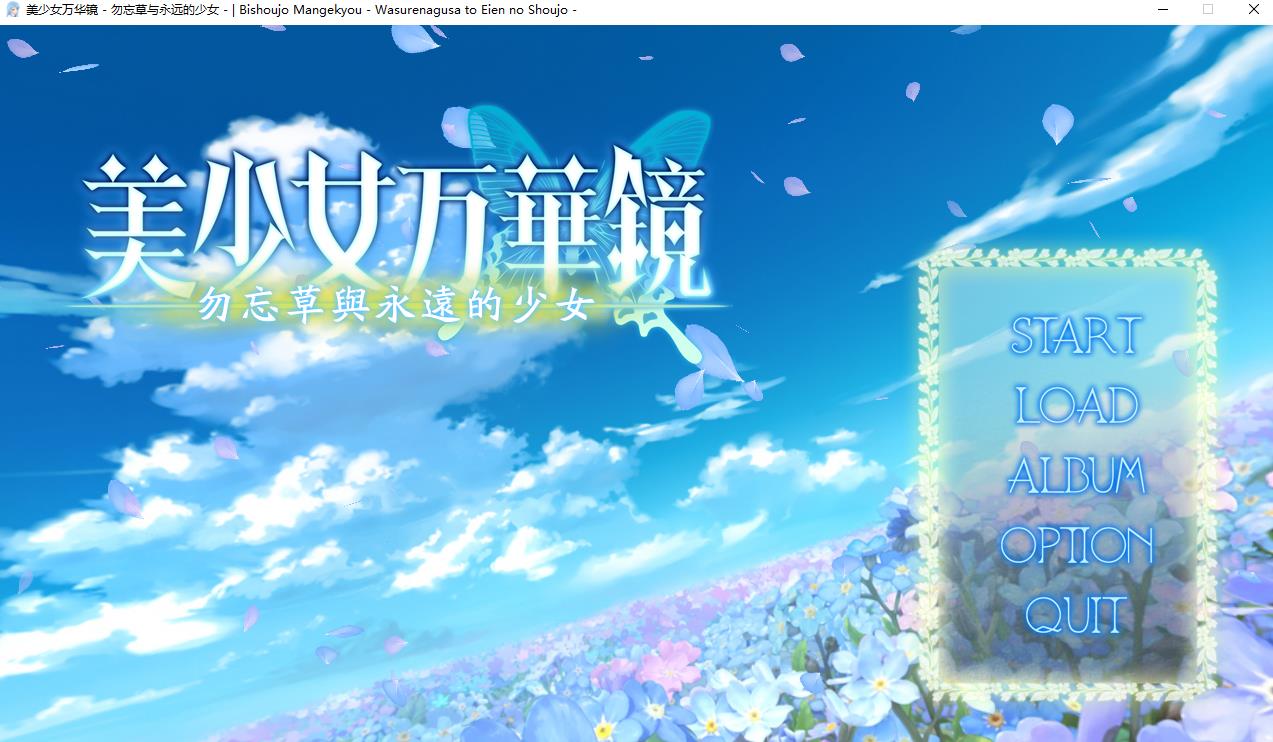 美少女万华镜 - 勿忘草与永远的少女 - | Bishoujo Mangekyou - Wasurenagusa to Eien no Shoujo -
美少女万華鏡
勿忘草與永遠的少女
START
LOAD
ALBUM
OPTION
QUIT